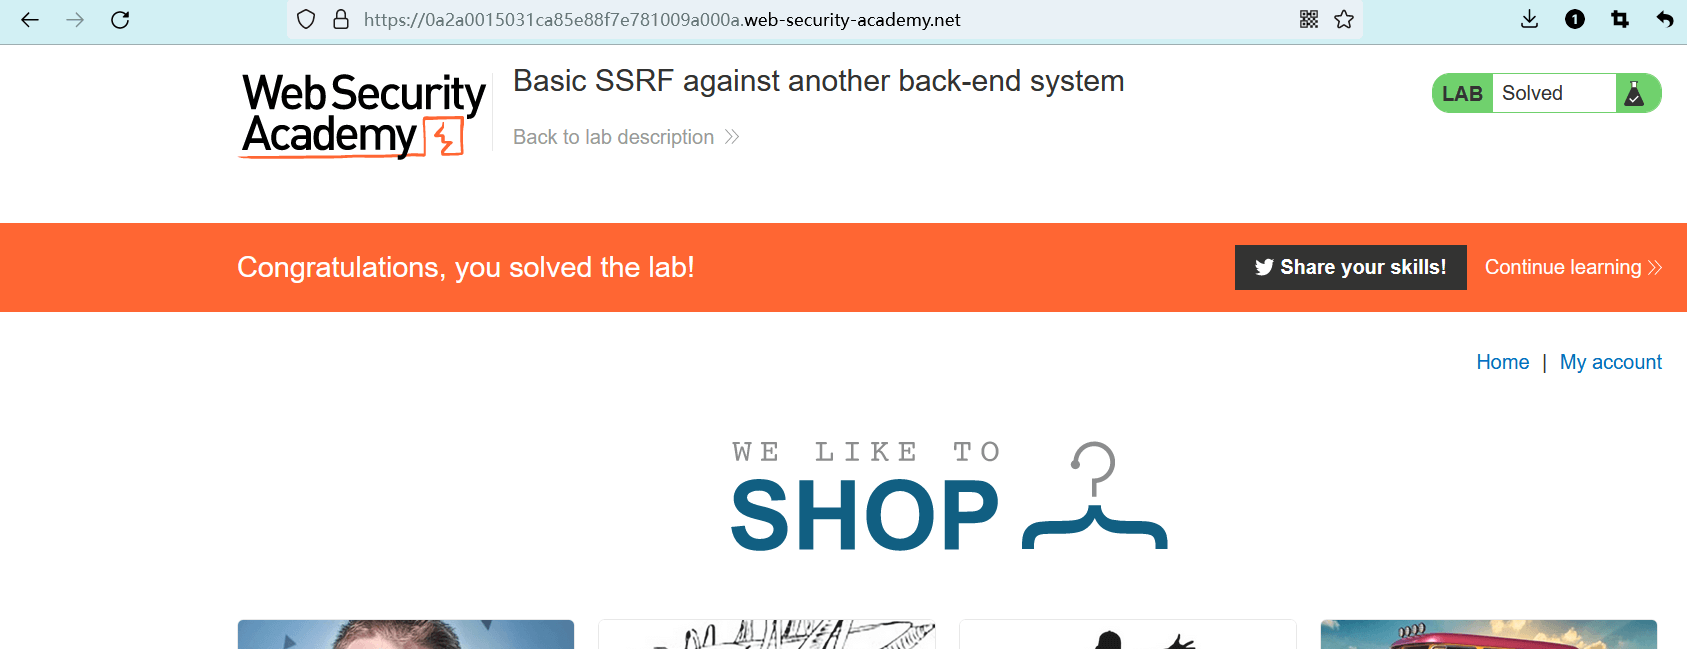 https://0a2a0015031ca85e88f7e781009a000a.web-security-academy.net
1
Web Security
Academy
Basic SSRF against another back-end system
Back to lab description
LAB Solved
Congratulations, you solved the lab!
Share your skills!
Continue learning
Home | My account
WE LIKE TO
SHOP